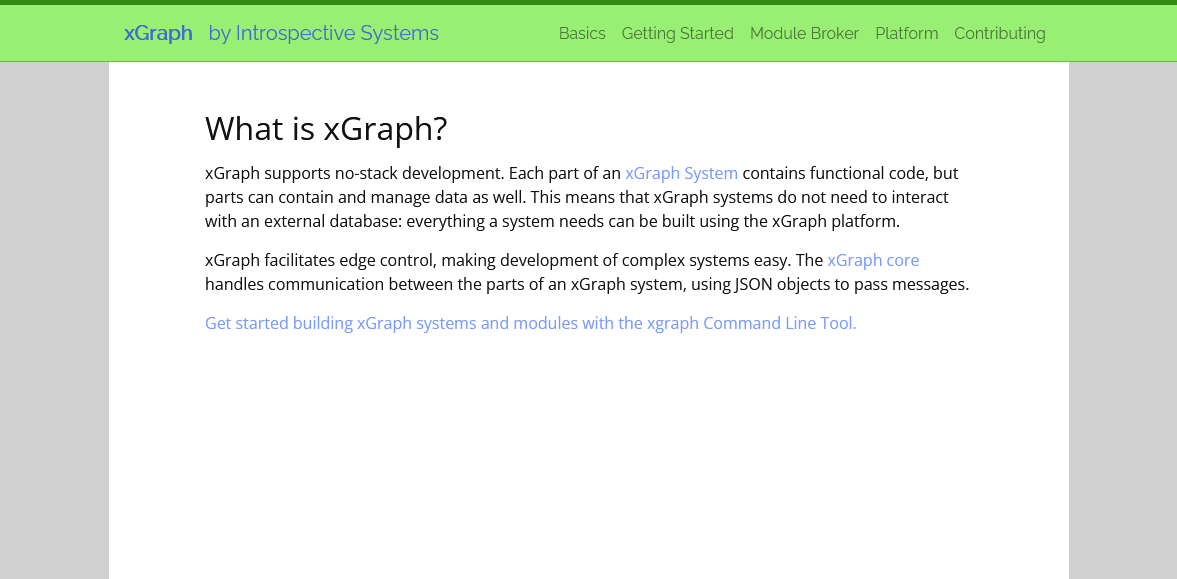 xGraph by Introspective Systems Basics Getting Started Module Broker Platform Contributing
What is xGraph?
xGraph supports no-stack development. Each part of an xGraph System contains functional code, but
parts can contain and manage data as well. This means that xGraph systems do not need to interact
with an external database: everything a system needs can be built using the xGraph platform.
xGraph facilitates edge control, making development of complex systems easy. The xGraph core
handles communication between the parts of an xGraph system, using JSON objects to pass messages.
Get started building xGraph systems and modules with the xgraph Command Line Tool.